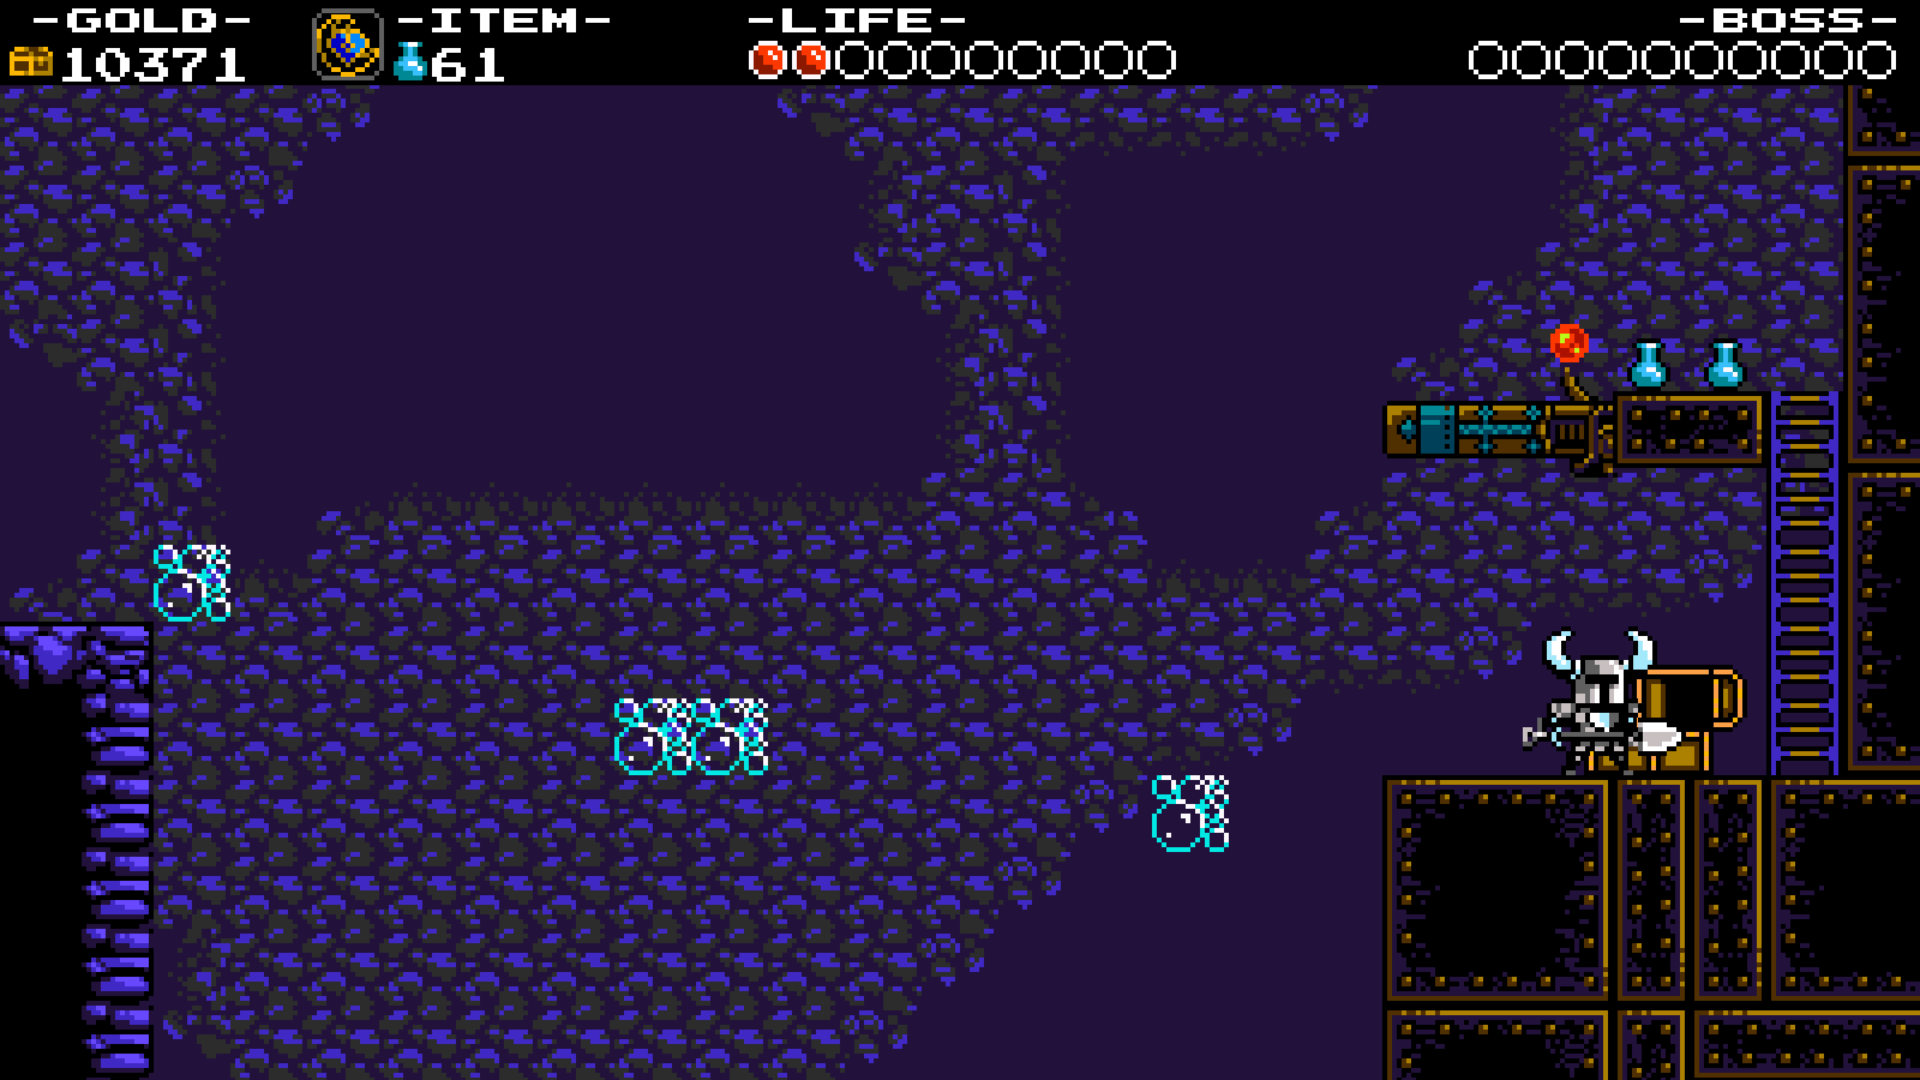 -GOLD-
10371
-ITEM-
61
-LIFE-
-BOSS-